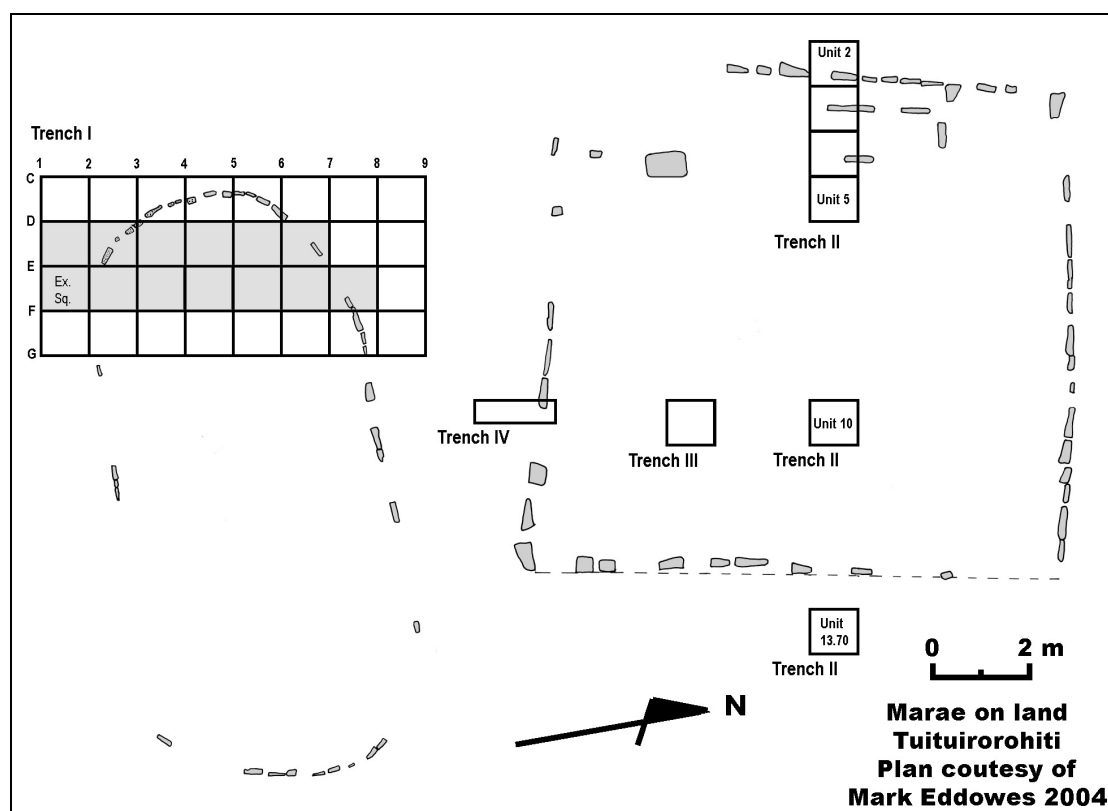 Trench I
1 2 3 4 5 6 7 8 9
C
D
E
F
G
Ex.
Sq.
Unit 2
Unit 5
Trench II
Trench IV
Trench III
Unit 10
Trench II
Unit
13.70
Trench II
0 2 m
N
Marae on land
Tuituirorohiti
Plan coutesy of
Mark Eddowes 2004